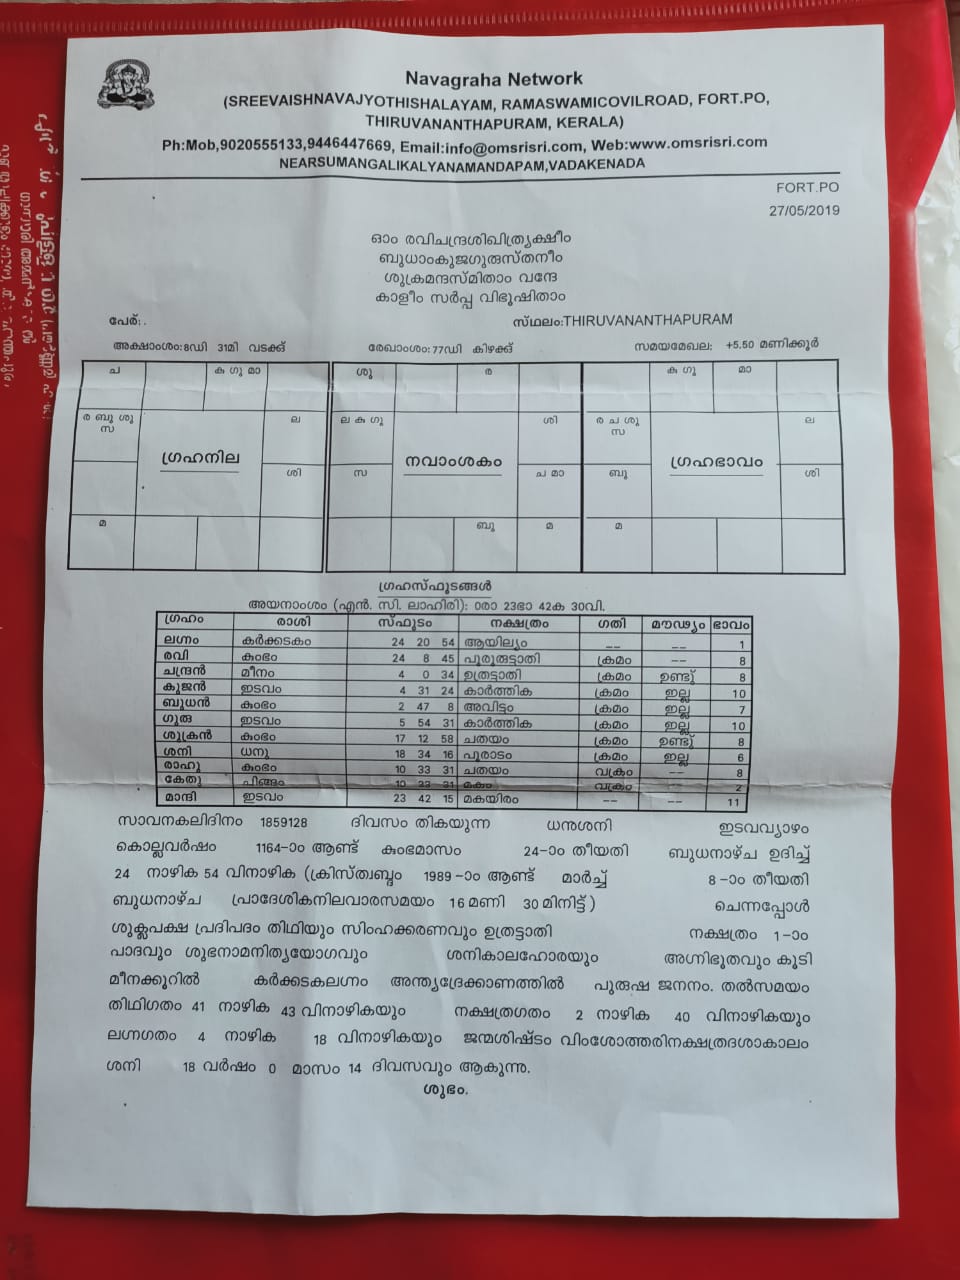 Navagraha Network
(SREEVAISHNAVAJYOTHISHALAYAM, RAMASWAMICOVILROAD, FORT.PO,
THIRUVANANTHAPURAM, KERALA)
Ph:Mob,9020555133,9446447669, Email:info@omsrisri.com, Web:www.omsrisri.com
NEARSUMANGALIKALYANAMANDAPAM,VADAKENADA
FORT.PO
27/05/2019
ഓം രവിചന്ദ്രശിഖിത്ര്യക്ഷീം
ബുധാംകുജഗുരുസ്തനീം
ശുക്രമന്ദസ്മിതാം വന്ദേ
കാളീം സർപ്പ വിഭൂഷിതാം
പേര്:. സ്ഥലം:THIRUVANANTHAPURAM
അക്ഷാംശം:8ഡി 31മി വടക്ക് രേഖാംശം:77ഡി കിഴക്ക് സമയമേഖല: +5.50 മണിക്കൂർ
ച കു ഗു മാ ശു ര കു ഗു മാ
ര ബു ശു സ ല ല കു ഗു ശി ര ച ശു സ ല
ഗ്രഹനില നവാംശകം ഗ്രഹഭാവം
ശി സ ച മാ ബു ശി
മ ബു മ മ
ഗ്രഹസ്ഫുടങ്ങൾ
അയനാംശം (എൻ. സി. ലാഹിരി): 0രാ 23ഭാ 42ക 30വി.
ഗ്രഹം രാശി സ്ഫുടം നക്ഷത്രം ഗതി മൗഢ്യം ഭാവം
ലഗ്നം കർക്കടകം 24 20 54 ആയില്യം -- -- 1
രവി കുംഭം 24 8 45 പൂരുരുട്ടാതി ക്രമം -- 8
ചന്ദ്രൻ മീനം 4 0 34 ഉത്രട്ടാതി ക്രമം ഉണ്ടു് 8
കുജൻ ഇടവം 4 31 24 കാർത്തിക ക്രമം ഇല്ല 10
ബുധൻ കുംഭം 2 47 8 അവിട്ടം ക്രമം ഇല്ല 7
ഗുരു ഇടവം 5 54 31 കാർത്തിക ക്രമം ഇല്ല 10
ശുക്രൻ കുംഭം 17 12 58 ചതയം ക്രമം ഉണ്ടു് 8
ശനി ധനു 18 34 16 പൂരാടം ക്രമം ഇല്ല 6
രാഹു കുംഭം 10 33 31 ചതയം വക്രം -- 8
കേതു ചിങ്ങം 10 33 31 മകം വക്രം -- 2
മാന്ദി ഇടവം 23 42 15 മകയിരം -- -- 11
സാവനകലിദിനം 1859128 ദിവസം തികയുന്ന ധനുശനി ഇടവവ്യാഴം
കൊല്ലവർഷം 1164-ാം ആണ്ട് കുംഭമാസം 24-ാം തീയതി ബുധനാഴ്ച ഉദിച്ച്
24 നാഴിക 54 വിനാഴിക (ക്രിസ്ത്വബ്ദം 1989 -ാം ആണ്ട് മാർച്ച് 8 -ാം തീയതി
ബുധനാഴ്ച പ്രാദേശികനിലവാരസമയം 16 മണി 30 മിനിട്ട് ) ചെന്നപ്പോൾ
ശുക്ലപക്ഷ പ്രദിപദം തിഥിയും സിംഹക്കരണവും ഉത്രട്ടാതി നക്ഷത്രം 1-ാം
പാദവും ശുഭനാമനിത്യയോഗവും ശനികാലഹോരയും അഗ്നിഭൂതവും കൂടി
മീനക്കൂറിൽ കർക്കടകലഗ്നം അന്ത്യദ്രേക്കാണത്തിൽ പുരുഷ ജനനം. തൽസമയം
തിഥിഗതം 41 നാഴിക 43 വിനാഴികയും നക്ഷത്രഗതം 2 നാഴിക 40 വിനാഴികയും
ലഗ്നഗതം 4 നാഴിക 18 വിനാഴികയും ജന്മശിഷ്ടം വിംശോത്തരിനക്ഷത്രദശാകാലം
ശനി 18 വർഷം 0 മാസം 14 ദിവസവും ആകുന്നു.
ശുഭം.